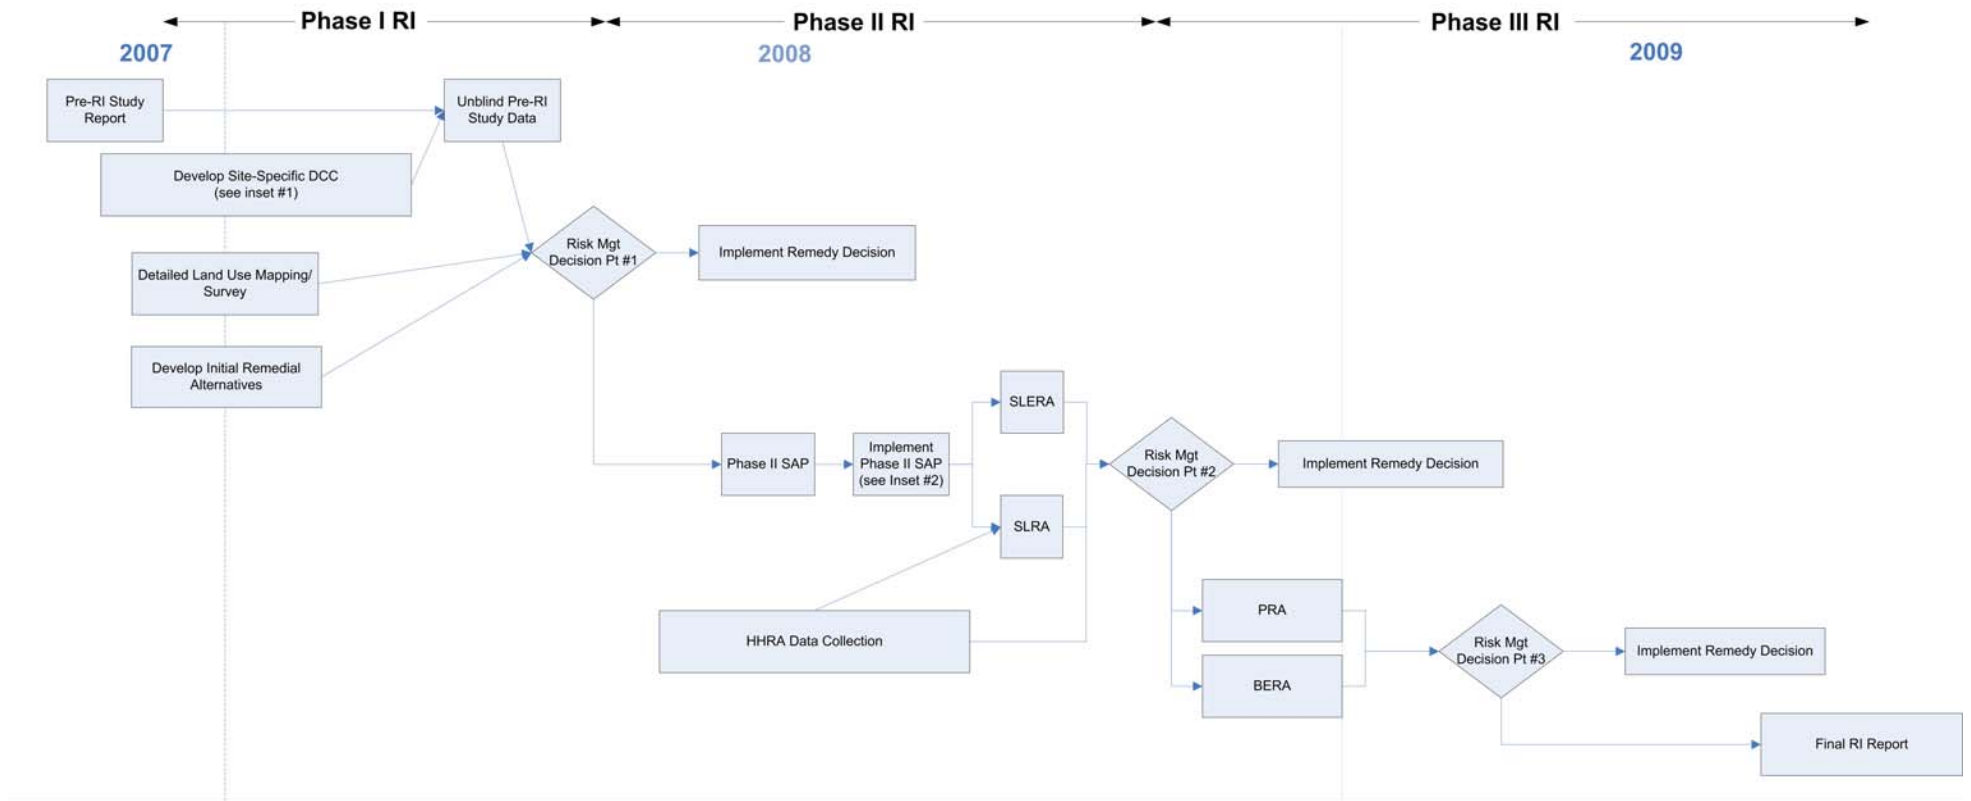 Phase I RI
Phase II RI
Phase III RI
2007
2008
2009
Pre-RI Study
Report
Unblind Pre-RI
Study Data
Develop Site-Specific DCC
(see inset #1)
Detailed Land Use Mapping/
Survey
Risk Mgt
Decision Pt #1
Implement Remedy Decision
Develop Initial Remedial
Alternatives
SLERA
Phase II SAP
Implement
Phase II SAP
(see Inset #2)
Risk Mgt
Decision Pt #2
Implement Remedy Decision
SLRA
HHRA Data Collection
PRA
BERA
Risk Mgt
Decision Pt #3
Implement Remedy Decision
Final RI Report